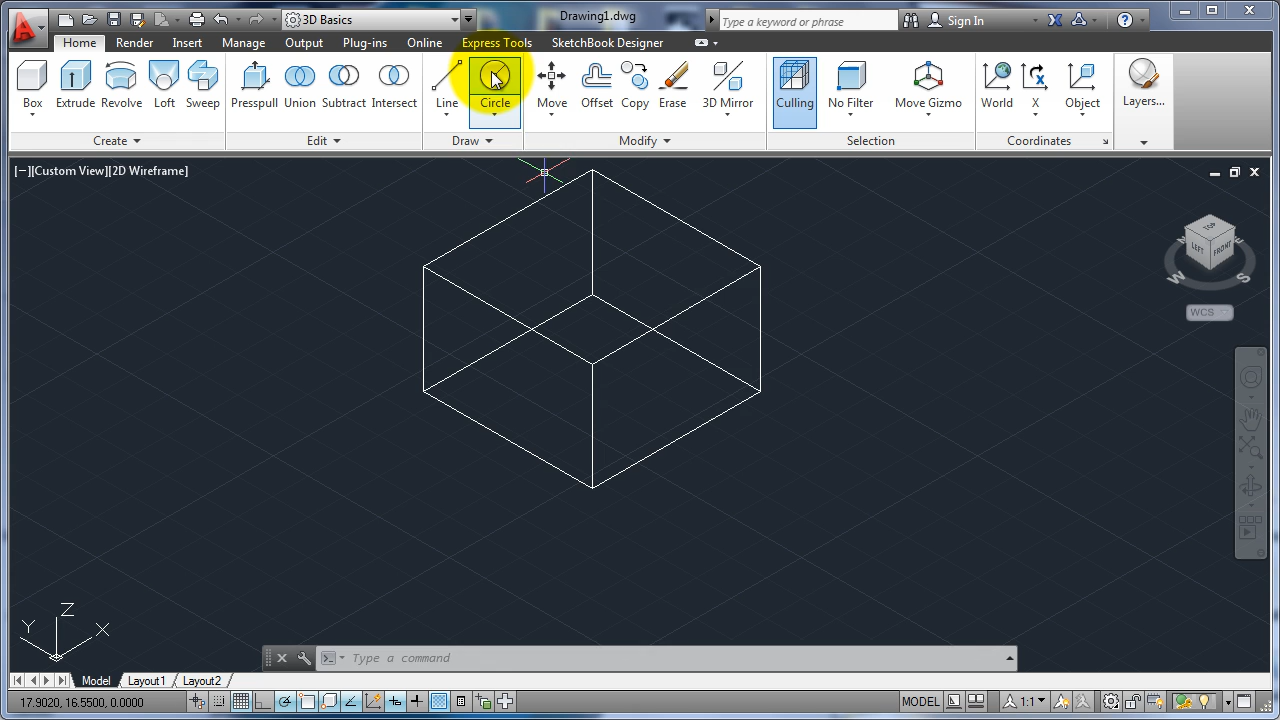 3D Basics
Drawing1.dwg
Type a keyword or phrase
Sign In
Home Render Insert Manage Output Plug-ins Online Express Tools SketchBook Designer
Box Extrude Revolve Loft Sweep Presspull Union Subtract Intersect Line Circle Move Offset Copy Erase 3D Mirror Culling No Filter Move Gizmo World X Object Layers...
Create Edit Draw Modify Selection Coordinates
[−][Custom View][2D Wireframe]
TOP
LEFT FRONT
W S
WCS
Z
Y X
Type a command
Model Layout1 Layout2
17.9020, 16.5500, 0.0000
MODEL
1:1